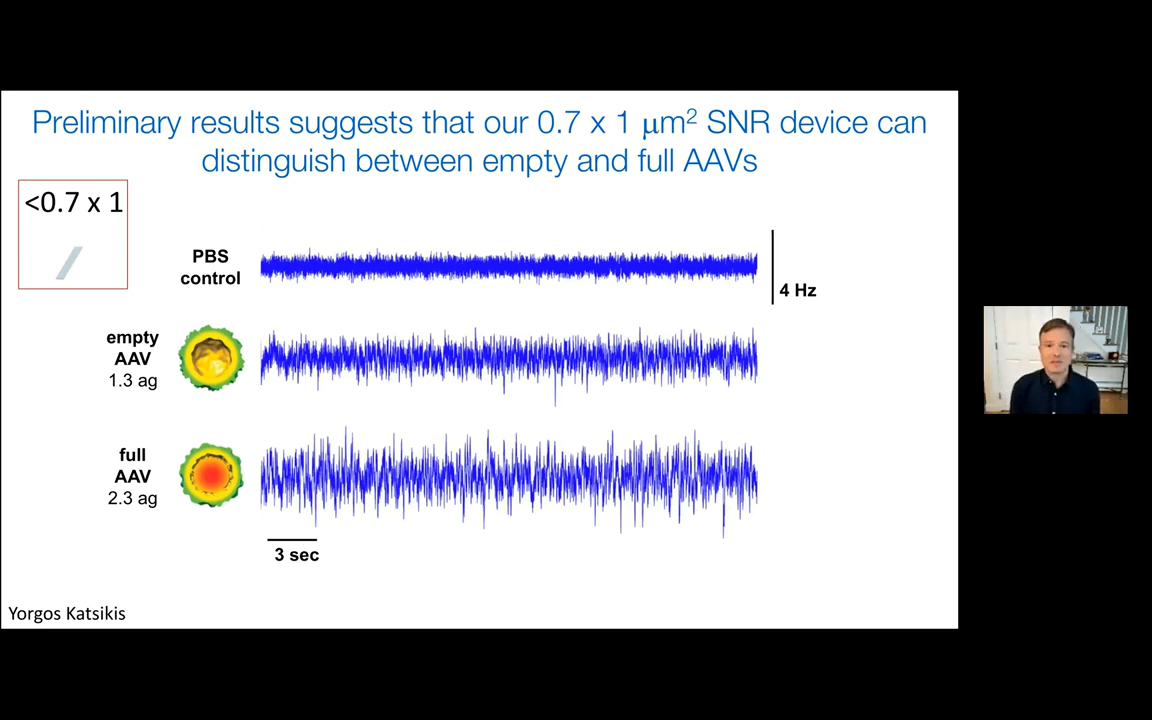 Preliminary results suggests that our 0.7 x 1 μm² SNR device can
distinguish between empty and full AAVs
<0.7 x 1
PBS
control
4 Hz
empty
AAV
1.3 ag
full
AAV
2.3 ag
3 sec
Yorgos Katsikis